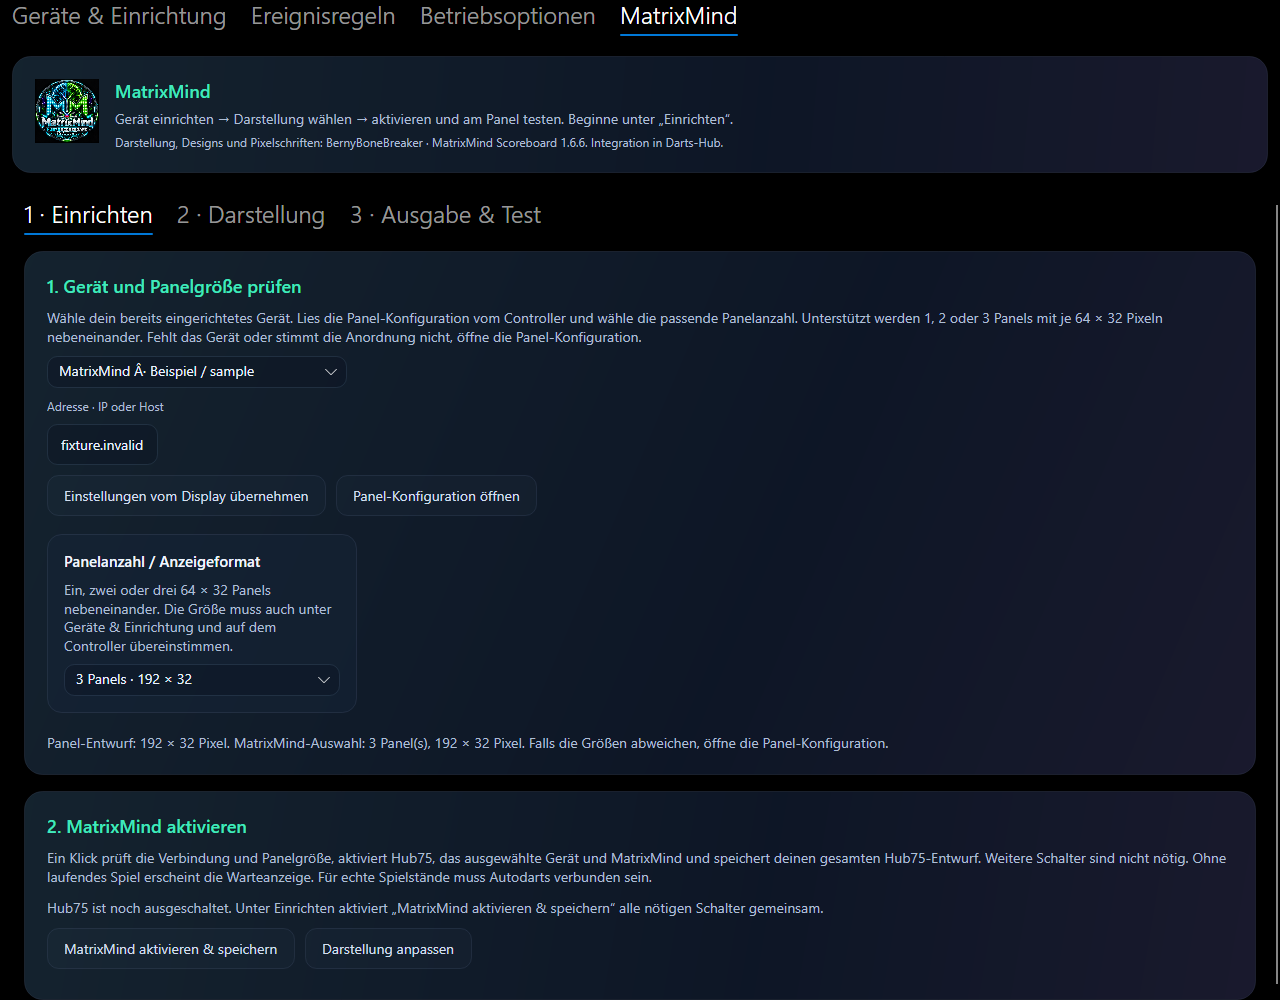 Geräte & Einrichtung Ereignisregeln Betriebsoptionen MatrixMind
MatrixMind
MatrixMind
Gerät einrichten → Darstellung wählen → aktivieren und am Panel testen. Beginne unter „Einrichten“.
Darstellung, Designs und Pixelschriften: BernyBoneBreaker · MatrixMind Scoreboard 1.6.6. Integration in Darts-Hub.
1 · Einrichten 2 · Darstellung 3 · Ausgabe & Test
1. Gerät und Panelgröße prüfen
Wähle dein bereits eingerichtetes Gerät. Lies die Panel-Konfiguration vom Controller und wähle die passende Panelanzahl. Unterstützt werden 1, 2 oder 3 Panels mit je 64 × 32 Pixeln
nebeneinander. Fehlt das Gerät oder stimmt die Anordnung nicht, öffne die Panel-Konfiguration.
MatrixMind Â· Beispiel / sample
Adresse · IP oder Host
fixture.invalid
Einstellungen vom Display übernehmen Panel-Konfiguration öffnen
Panelanzahl / Anzeigeformat
Ein, zwei oder drei 64 × 32 Panels
nebeneinander. Die Größe muss auch unter
Geräte & Einrichtung und auf dem
Controller übereinstimmen.
3 Panels · 192 × 32
Panel-Entwurf: 192 × 32 Pixel. MatrixMind-Auswahl: 3 Panel(s), 192 × 32 Pixel. Falls die Größen abweichen, öffne die Panel-Konfiguration.
2. MatrixMind aktivieren
Ein Klick prüft die Verbindung und Panelgröße, aktiviert Hub75, das ausgewählte Gerät und MatrixMind und speichert deinen gesamten Hub75-Entwurf. Weitere Schalter sind nicht nötig. Ohne
laufendes Spiel erscheint die Warteanzeige. Für echte Spielstände muss Autodarts verbunden sein.
Hub75 ist noch ausgeschaltet. Unter Einrichten aktiviert „MatrixMind aktivieren & speichern“ alle nötigen Schalter gemeinsam.
MatrixMind aktivieren & speichern Darstellung anpassen